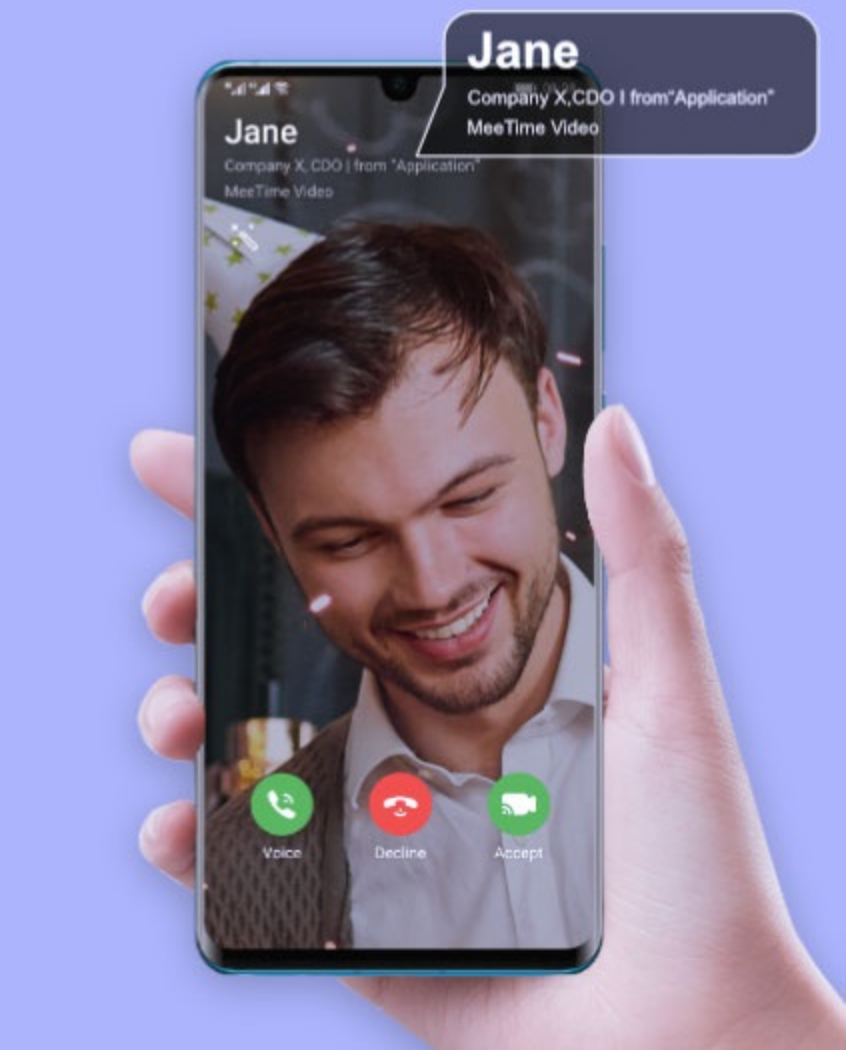 Jane
Company X,CDO I from“Application”
MeeTime Video
Jane
Company X, CDO | from "Application"
MeeTime Video
Voice
Decline
Accept